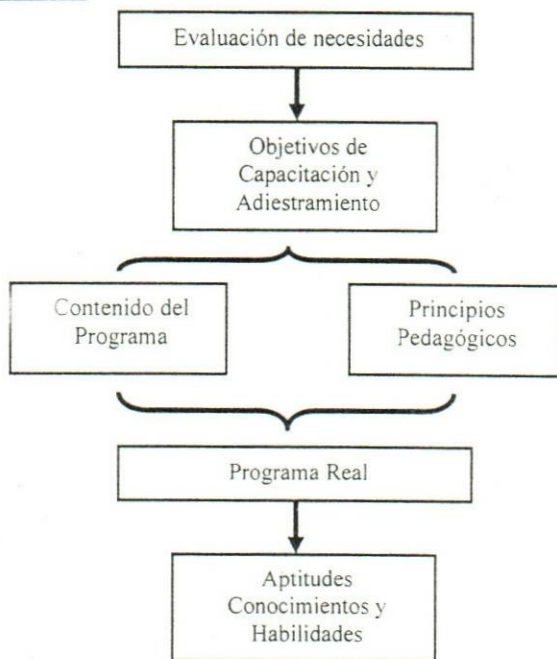 Evaluación de necesidades
Objetivos de
Capacitación y
Adiestramiento
Contenido del
Programa
Principios
Pedagógicos
Programa Real
Aptitudes
Conocimientos y
Habilidades